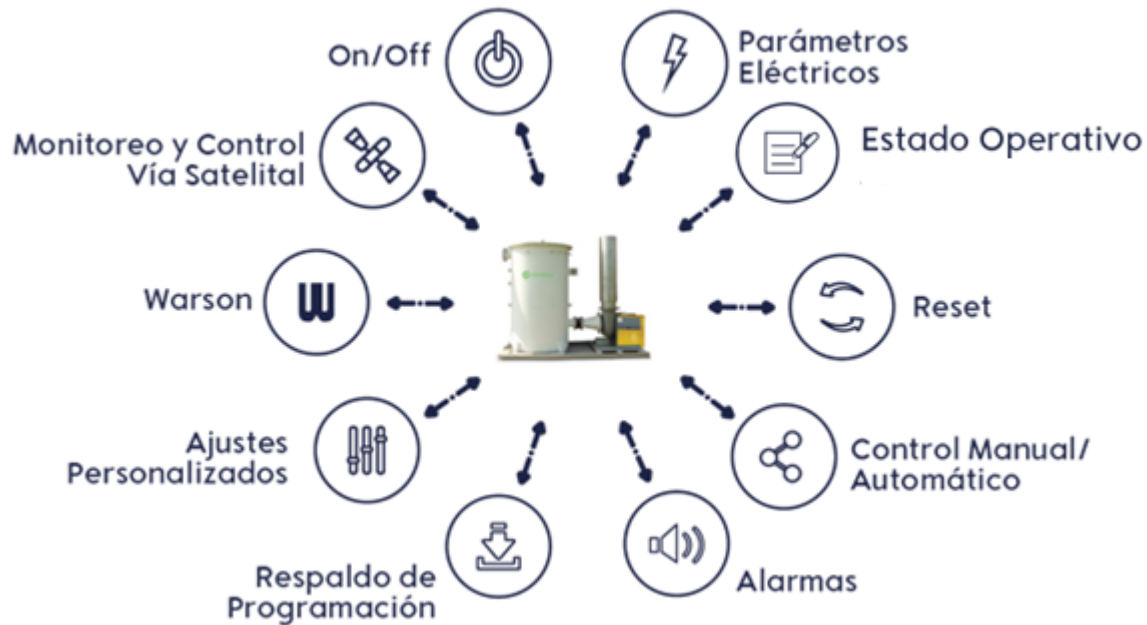 On/Off
Parámetros
Eléctricos
Monitoreo y Control
Vía Satelital
Estado Operativo
Warson
Reset
Ajustes
Personalizados
Control Manual/
Automático
Respaldo de
Programación
Alarmas